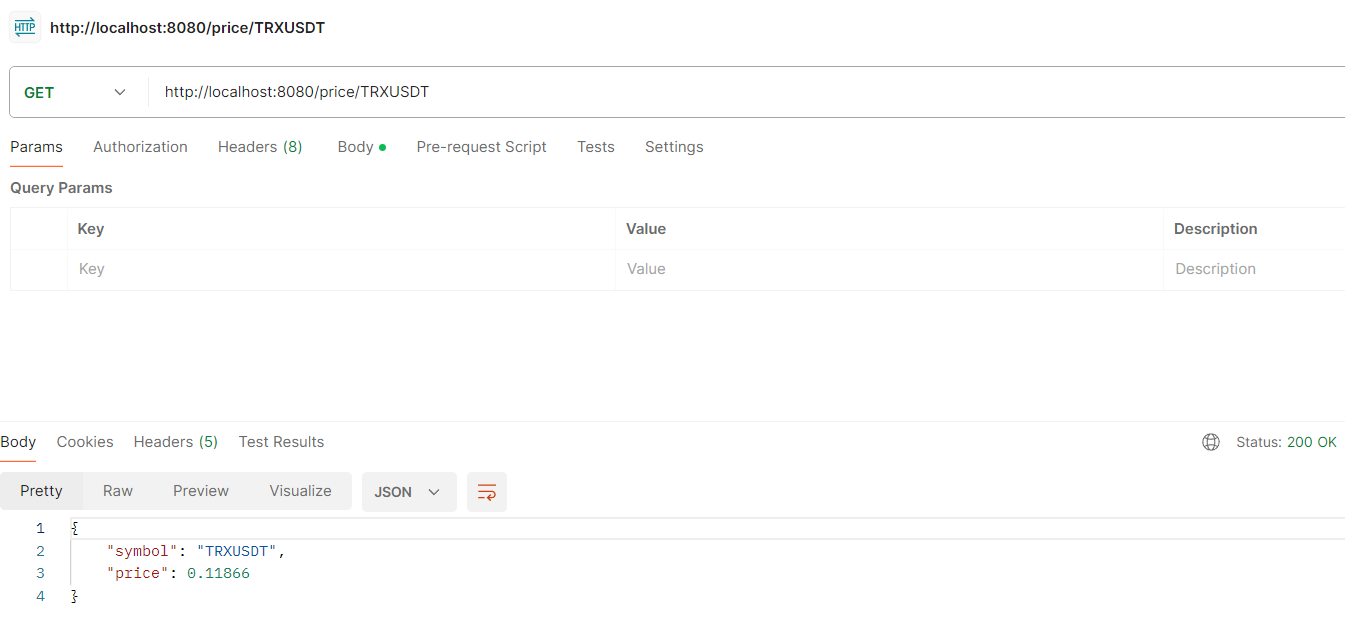 HTTP http://localhost:8080/price/TRXUSDT
GET http://localhost:8080/price/TRXUSDT
Params Authorization Headers (8) Body Pre-request Script Tests Settings
Query Params
Key Value Description
Key Value Description
Body Cookies Headers (5) Test Results Status: 200 OK
Pretty Raw Preview Visualize JSON
1 {
2 "symbol": "TRXUSDT",
3 "price": 0.11866
4 }